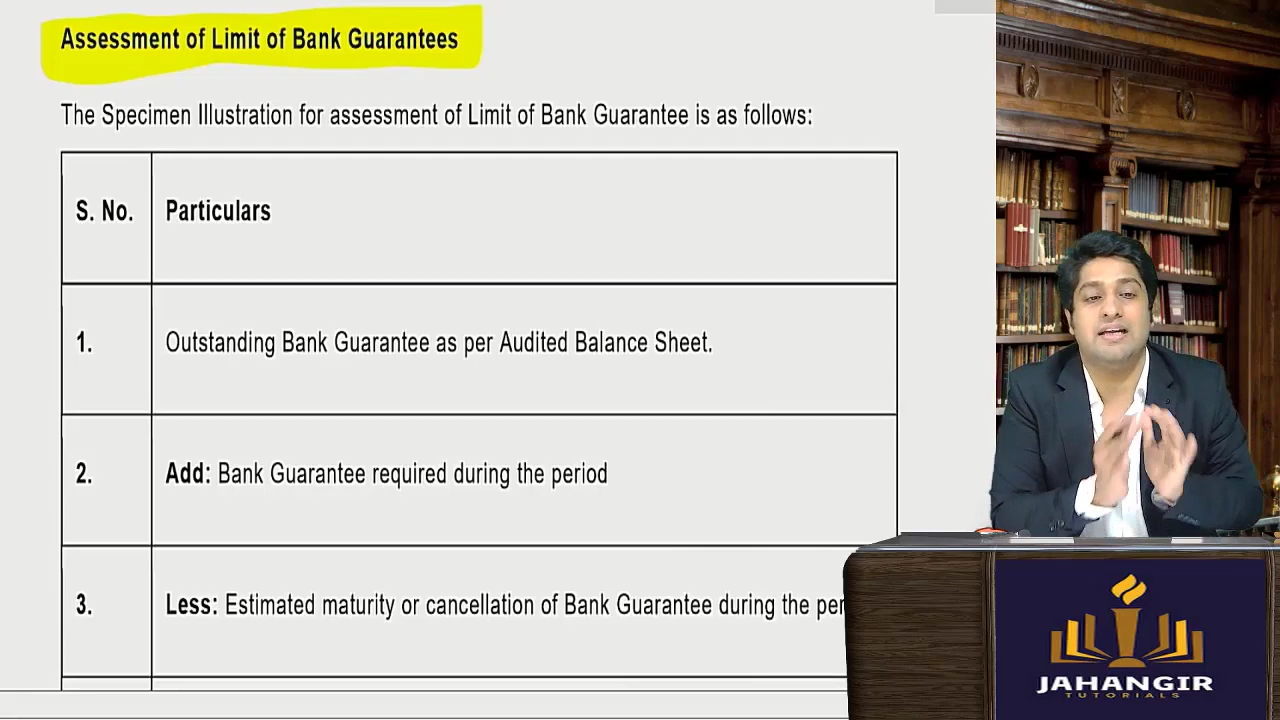 Assessment of Limit of Bank Guarantees
The Specimen Illustration for assessment of Limit of Bank Guarantee is as follows:
S. No. Particulars
1. Outstanding Bank Guarantee as per Audited Balance Sheet.
2. Add: Bank Guarantee required during the period
3. Less: Estimated maturity or cancellation of Bank Guarantee during the per
JAHANGIR
TUTORIALS